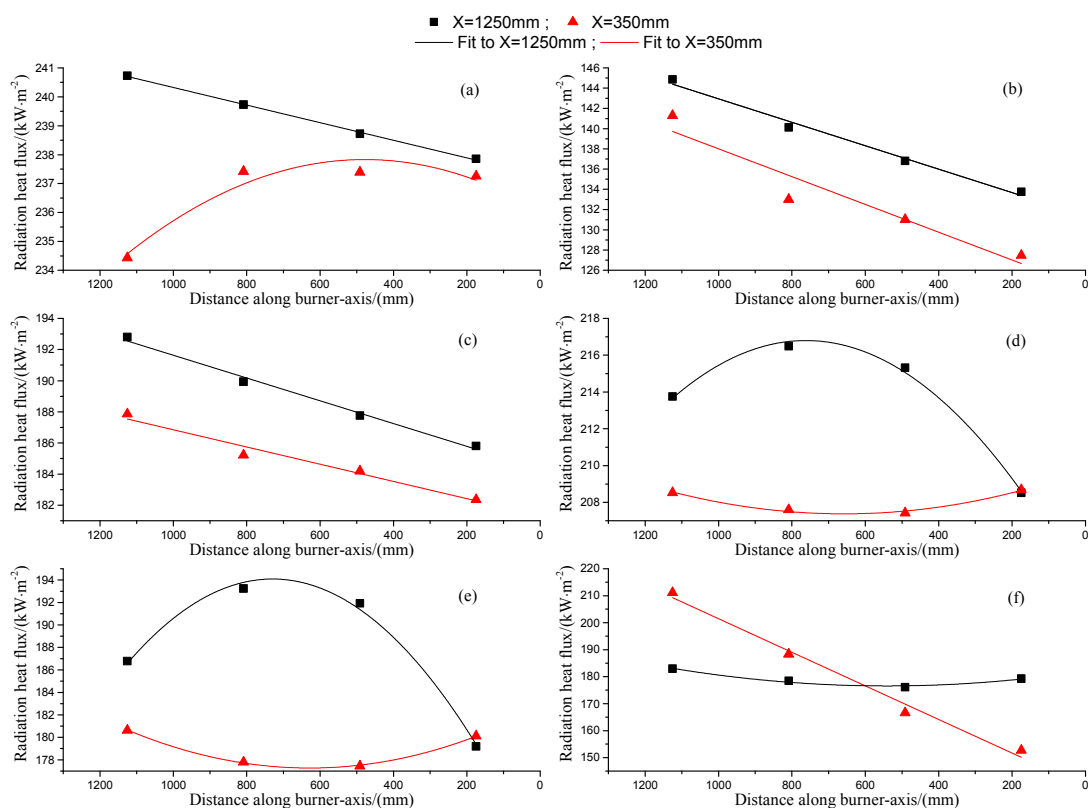 X=1250mm ; X=350mm
Fit to X=1250mm ; Fit to X=350mm
(a)
Radiation heat flux/(kW·m-2)
241
240
239
238
237
236
235
234
1200 1000 800 600 400 200 0
Distance along burner-axis/(mm)
(b)
Radiation heat flux/(kW·m-2)
146
144
142
140
138
136
134
132
130
128
126
1200 1000 800 600 400 200 0
Distance along burner-axis/(mm)
(c)
Radiation heat flux/(kW·m-2)
194
192
190
188
186
184
182
1200 1000 800 600 400 200 0
Distance along burner-axis/(mm)
(d)
Radiation heat flux/(kW·m-2)
218
216
214
212
210
208
1200 1000 800 600 400 200 0
Distance along burner-axis/(mm)
(e)
Radiation heat flux/(kW·m-2)
194
192
190
188
186
184
182
180
178
1200 1000 800 600 400 200 0
Distance along burner-axis/(mm)
(f)
Radiation heat flux/(kW·m-2)
220
210
200
190
180
170
160
150
1200 1000 800 600 400 200 0
Distance along burner-axis/(mm)